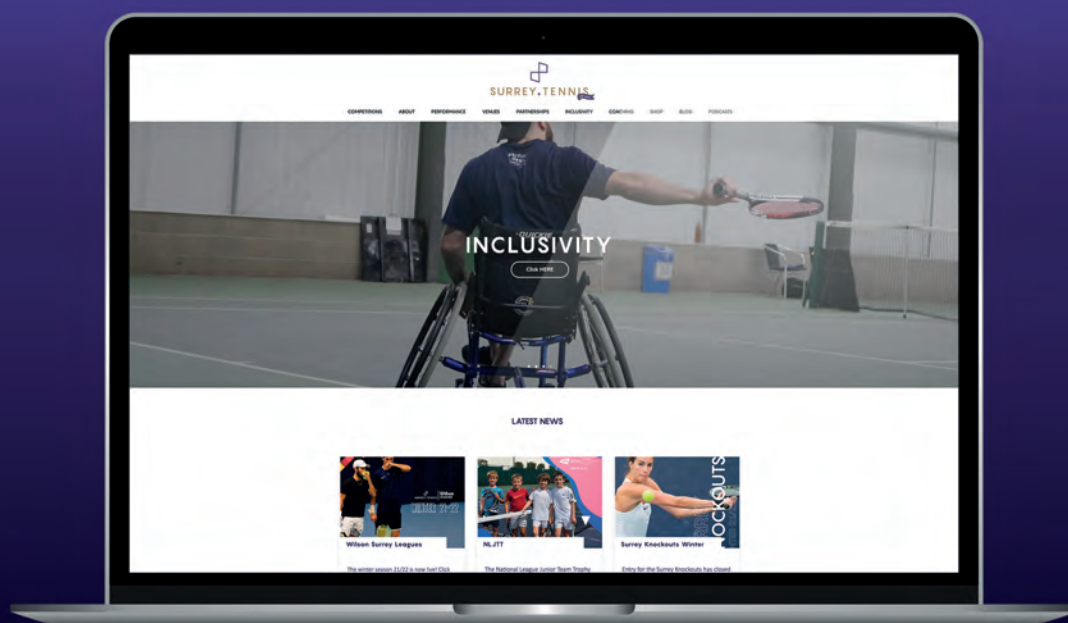 SURREY TENNIS
COMPETITIONS ABOUT PERFORMANCE VENUES PARTNERSHIPS INCLUSIVITY COACHING SHOP BLOG PODCASTS
QUICKIE
INCLUSIVITY
Click HERE
LATEST NEWS
Wilson
KNOCKOUTS
Wilson Surrey Leagues
NLJTT
Surrey Knockouts Winter
The winter season 21/22 is now live! Click
The National League Junior Team Trophy
Entry for the Surrey Knockouts has closed